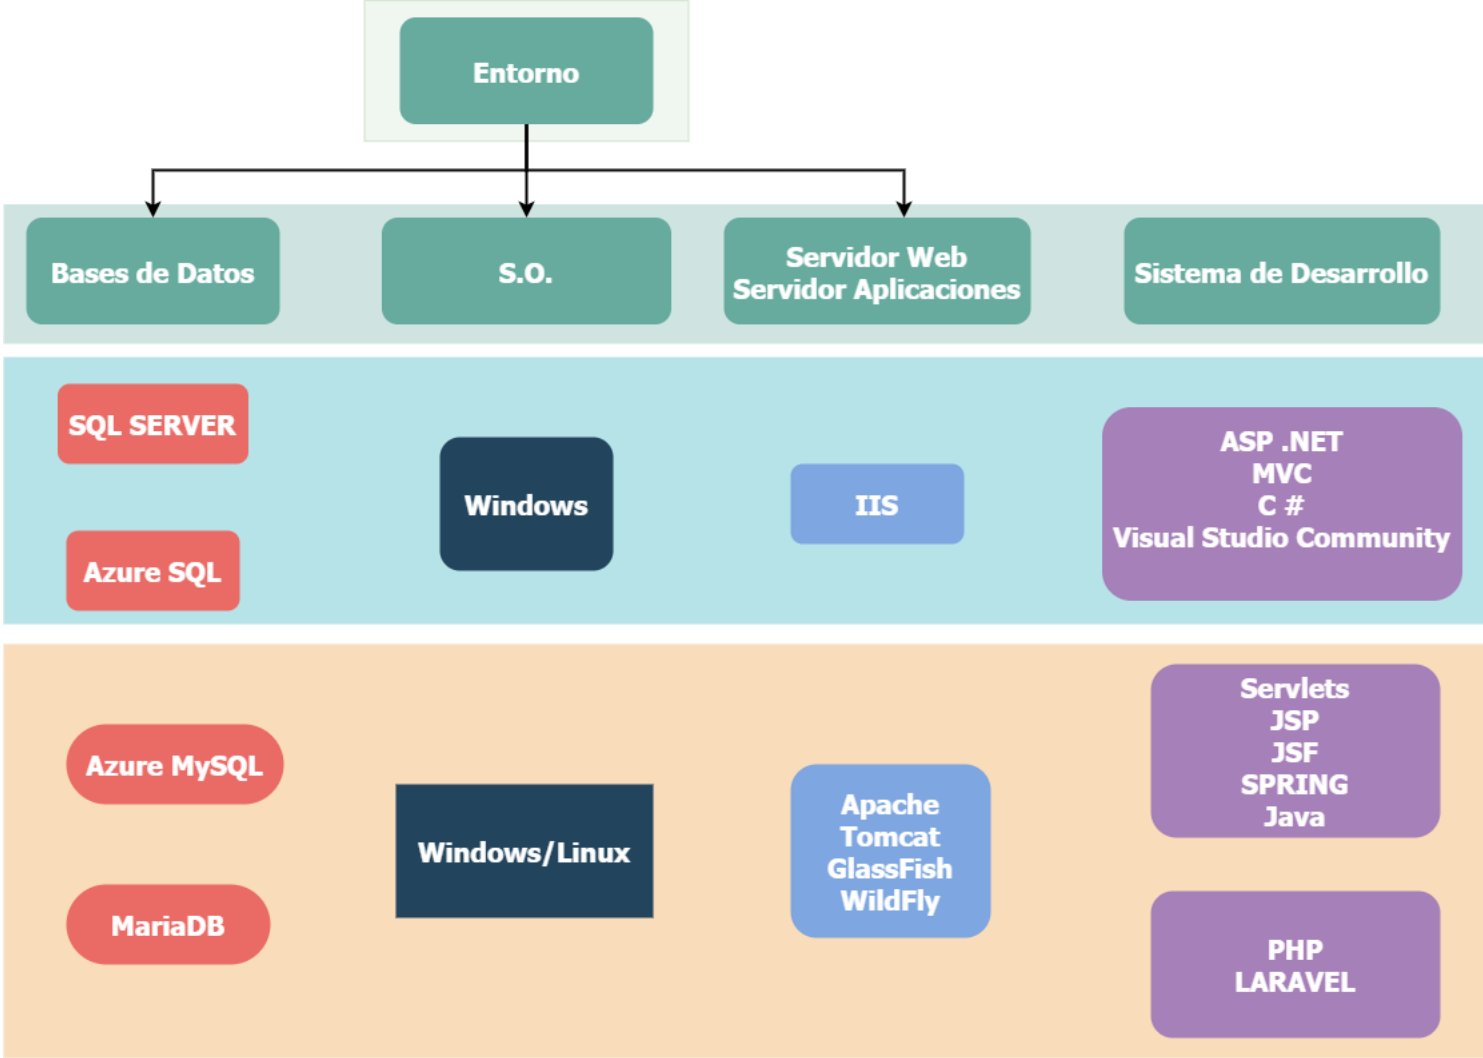 Entorno
Bases de Datos
S.O.
Servidor Web
Servidor Aplicaciones
Sistema de Desarrollo
SQL SERVER
Azure SQL
Windows
IIS
ASP .NET
MVC
C #
Visual Studio Community
Azure MySQL
MariaDB
Windows/Linux
Apache
Tomcat
GlassFish
WildFly
Servlets
JSP
JSF
SPRING
Java
PHP
LARAVEL